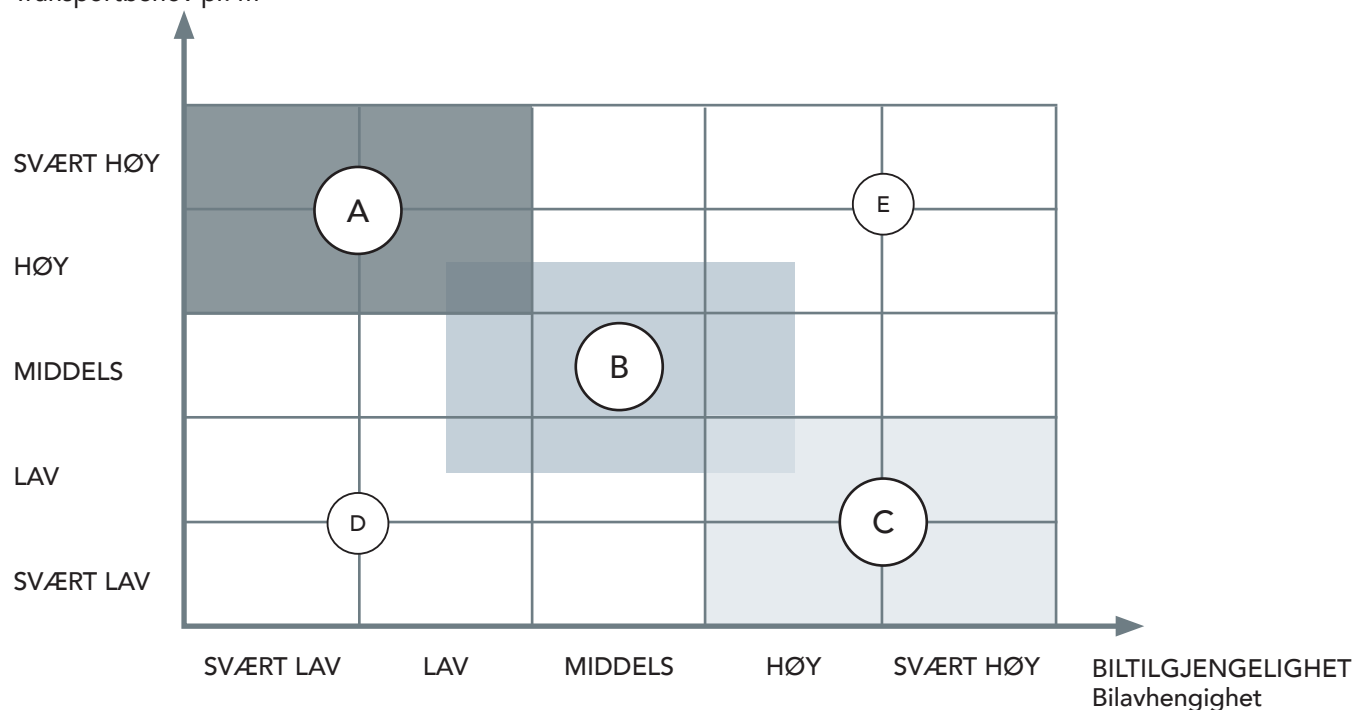 SVÆRT HØY
A
E
HØY
MIDDELS
B
LAV
D
C
SVÆRT LAV
SVÆRT LAV
LAV
MIDDELS
HØY
SVÆRT HØY
BILTILGJENGELIGHET
Bilavhengighet